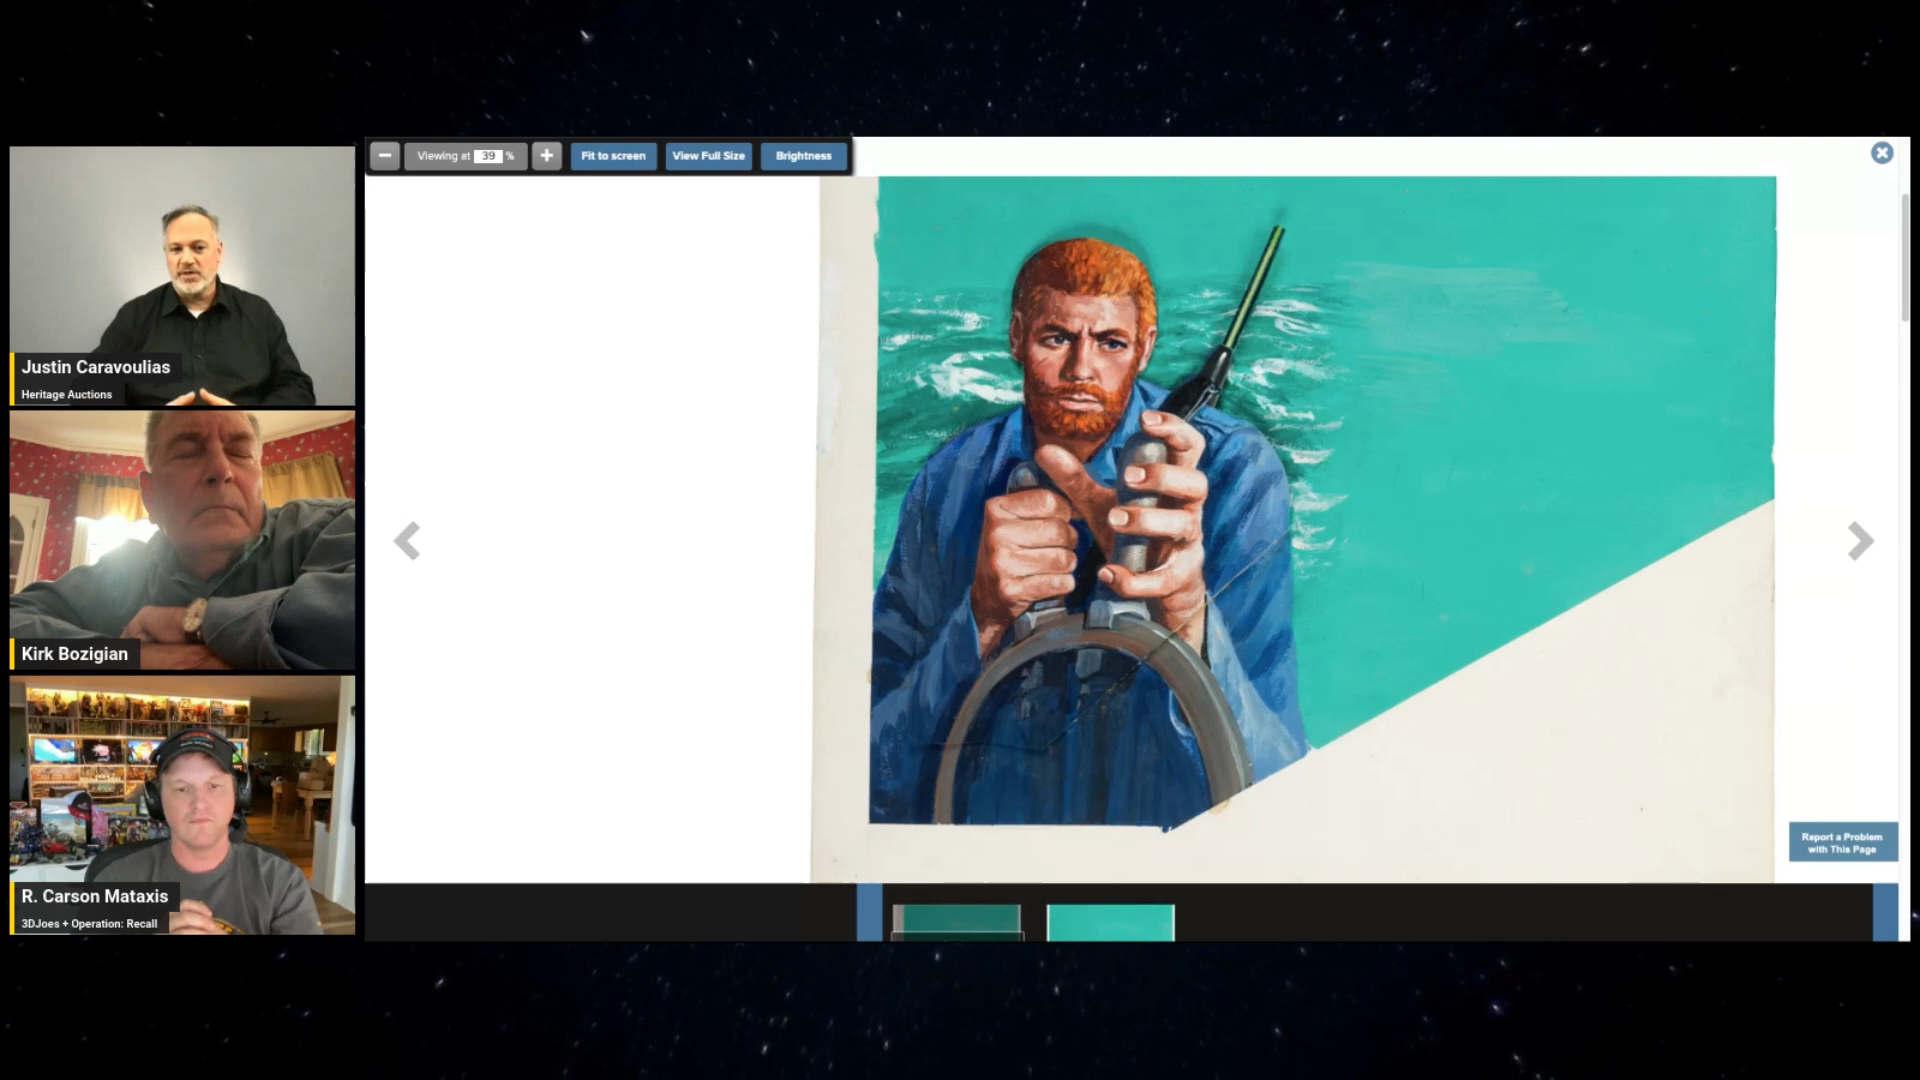 Viewing at 39 %
Fit to screen
View Full Size
Brightness
Justin Caravoulias
Heritage Auctions
Kirk Bozigian
R. Carson Mataxis
3DJoes + Operation: Recall
Report a Problem
with This Page